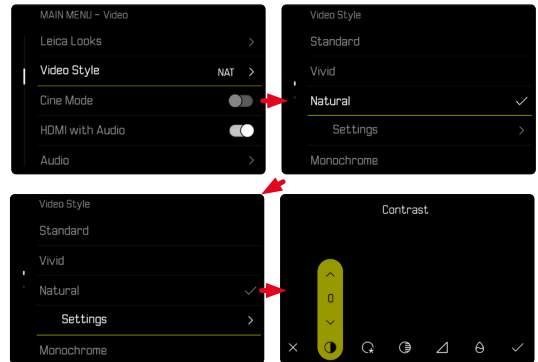 MAIN MENU - Video
Leica Looks
Video Style NAT
Cine Mode
HDMI with Audio
Audio
Video Style
Standard
Vivid
Natural
Settings
Monochrome
Video Style
Standard
Vivid
Natural
Settings
Monochrome
Contrast
0